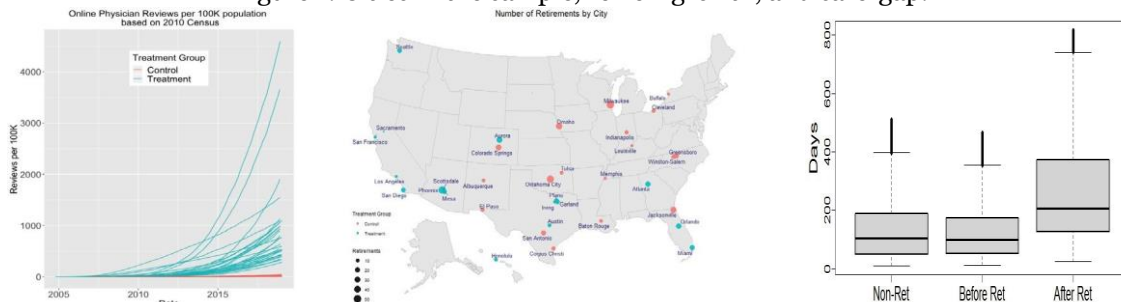 Online Physician Reviews per 100K population
based on 2010 Census
Reviews per 100K
4000
3000
2000
1000
0
Treatment Group
Control
Treatment
2005
2010
2015
Number of Retirements by City
Seattle
Sacramento
San Francisco
Los Angeles
San Diego
Scottsdale
Phoenix
Mesa
Aurora
Colorado Springs
Albuquerque
El Paso
Omaha
Milwaukee
Buffalo
Cleveland
Indianapolis
Louisville
Greensboro
Winston-Salem
Tulsa
Memphis
Oklahoma City
Plano
Garland
Irving
Atlanta
Austin
San Antonio
Corpus Christi
Baton Rouge
Jacksonville
Orlando
Miami
Honolulu
Treatment Group
Control
Treatment
Retirements
10
20
30
40
Days
800
600
400
200
0
Non-Ret
Before Ret
After Ret